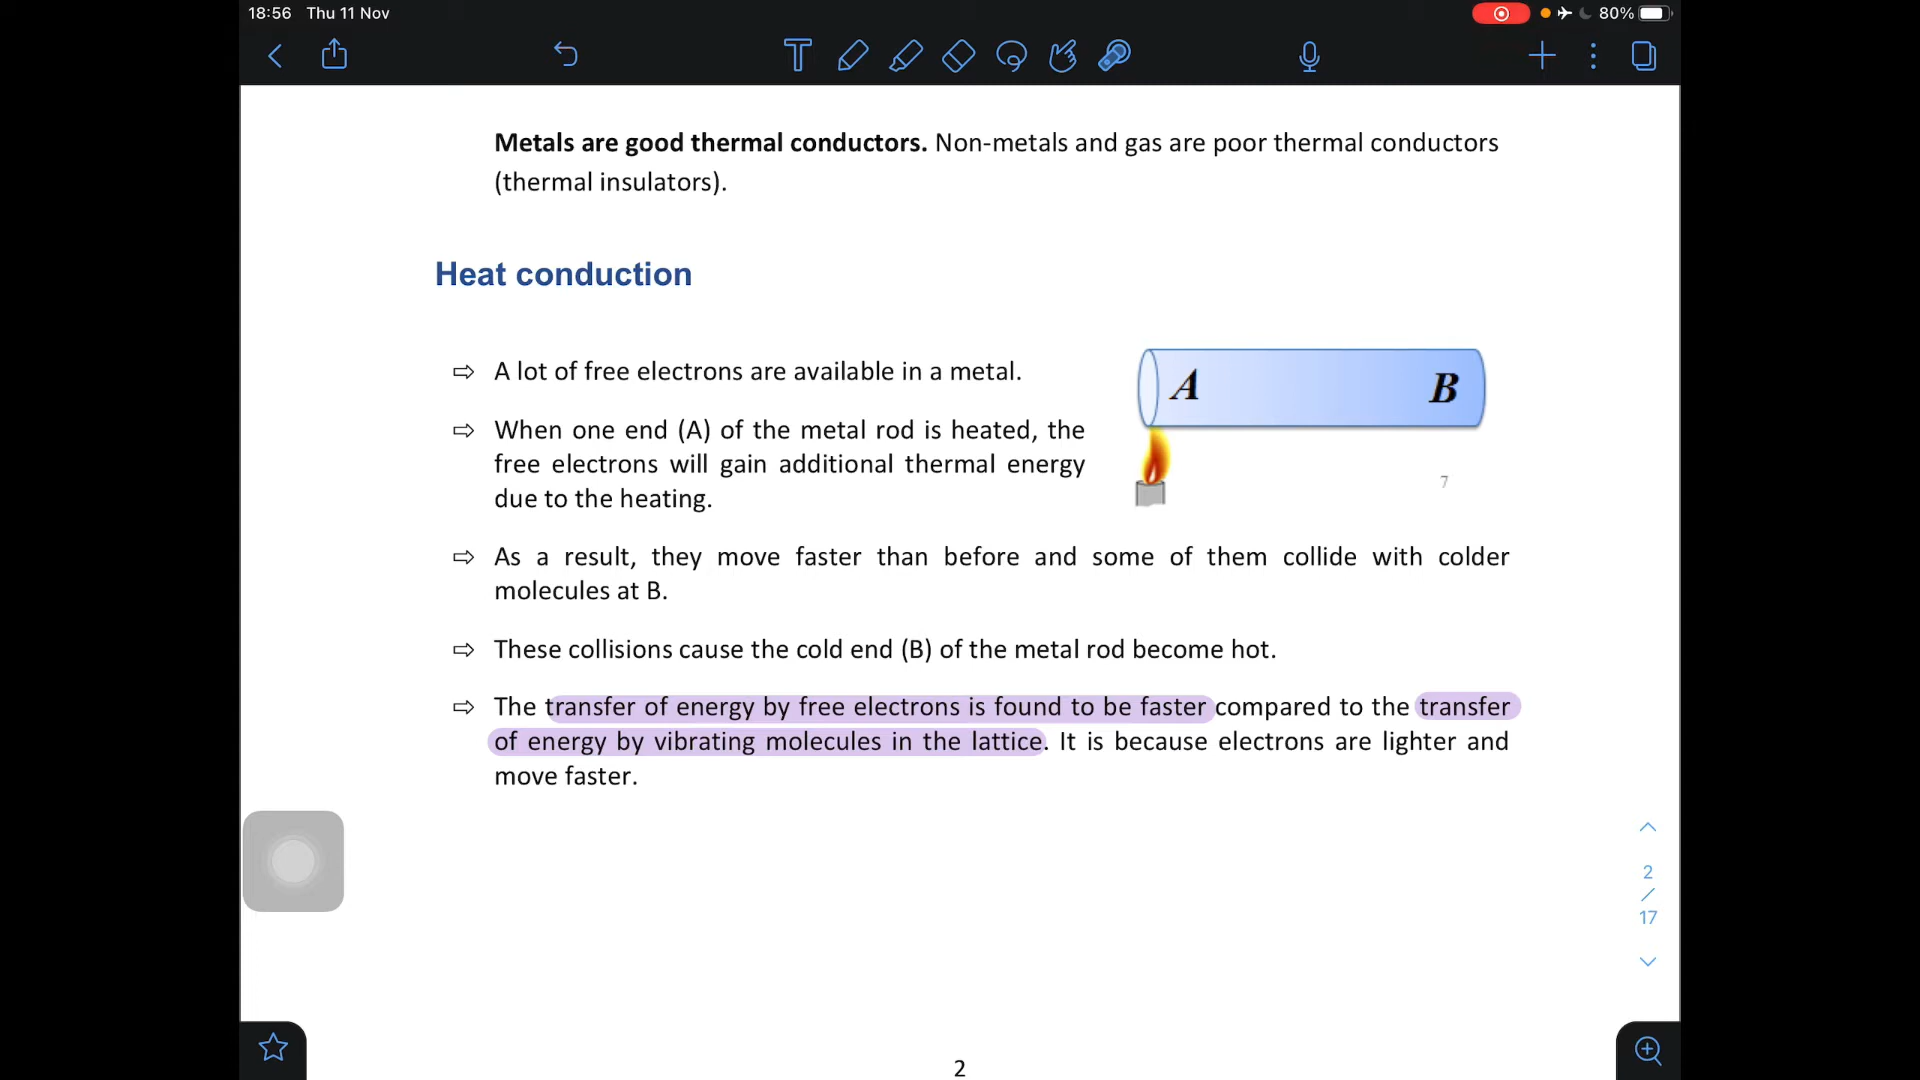 18:56 Thu 11 Nov
80%
Metals are good thermal conductors. Non-metals and gas are poor thermal conductors
(thermal insulators).
Heat conduction
⇨ A lot of free electrons are available in a metal.
⇨ When one end (A) of the metal rod is heated, the
free electrons will gain additional thermal energy
due to the heating.
A B
7
⇨ As a result, they move faster than before and some of them collide with colder
molecules at B.
⇨ These collisions cause the cold end (B) of the metal rod become hot.
⇨ The transfer of energy by free electrons is found to be faster compared to the transfer
of energy by vibrating molecules in the lattice. It is because electrons are lighter and
move faster.
2
/
17
2